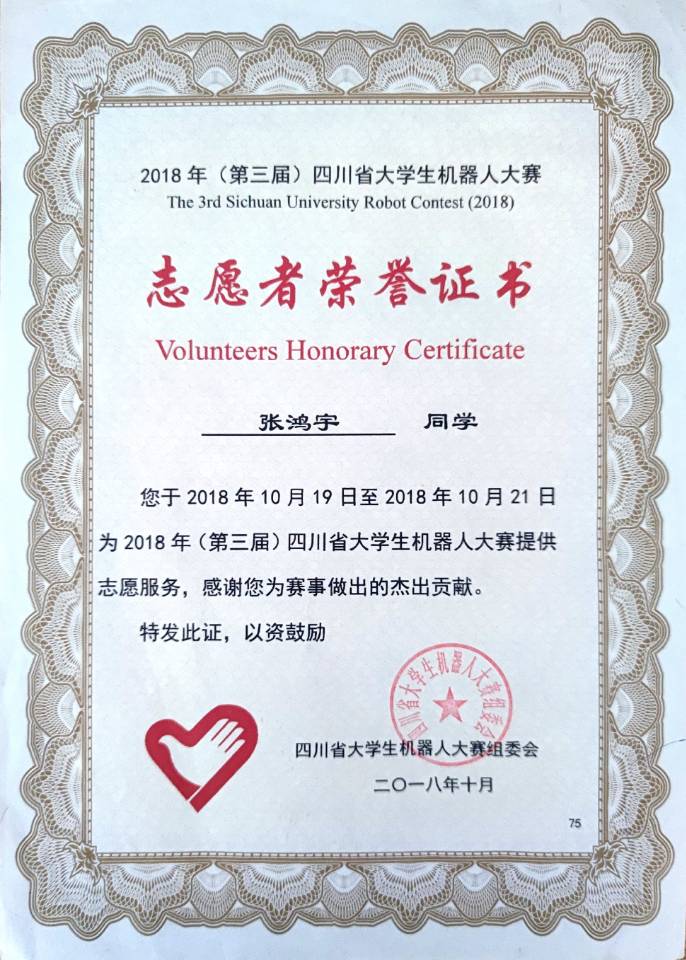 2018 年（第三届）四川省大学生机器人大赛
The 3rd Sichuan University Robot Contest (2018)
志愿者荣誉证书
Volunteers Honorary Certificate
张鸿宇 同学
您于 2018 年 10 月 19 日至 2018 年 10 月 21 日
为 2018 年（第三届）四川省大学生机器人大赛提供
志愿服务，感谢您为赛事做出的杰出贡献。
特发此证，以资鼓励
四川省大学生机器人大赛组委会
四川省大学生机器人大赛组委会
二〇一八年十月
75